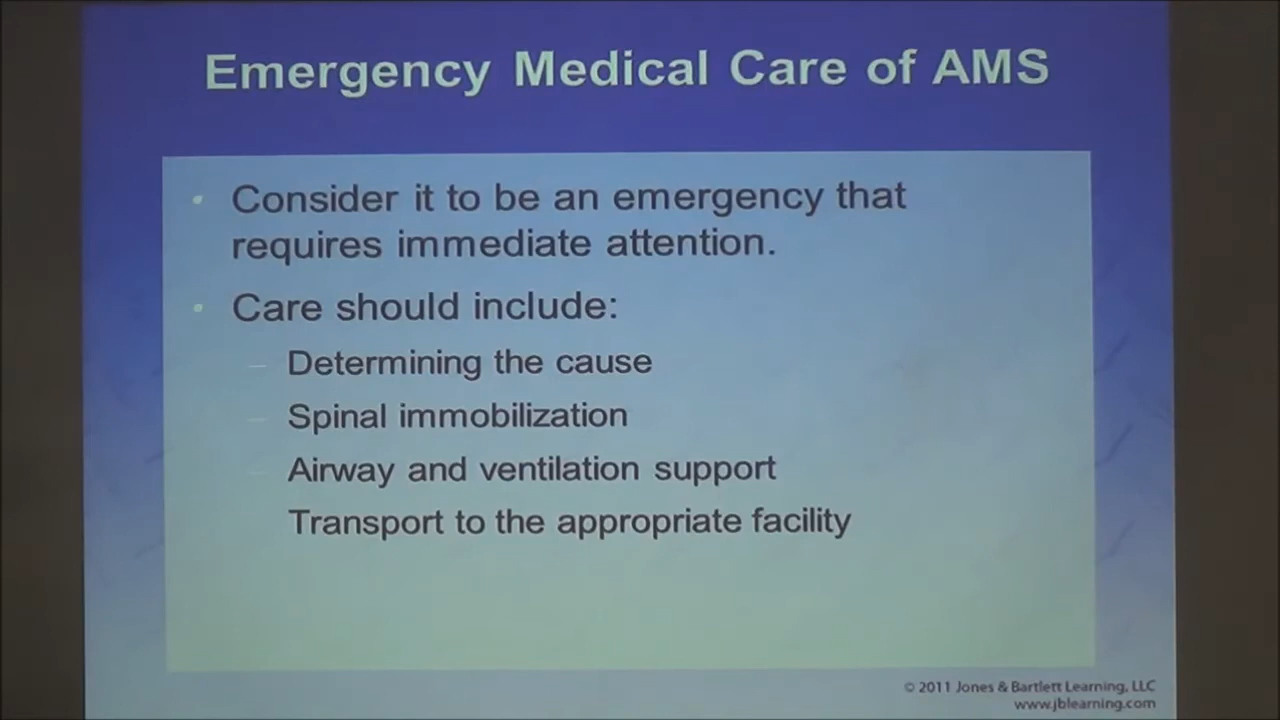 Emergency Medical Care of AMS
• Consider it to be an emergency that
requires immediate attention.
• Care should include:
– Determining the cause
– Spinal immobilization
– Airway and ventilation support
Transport to the appropriate facility
© 2011 Jones & Bartlett Learning, LLC
www.jblearning.com